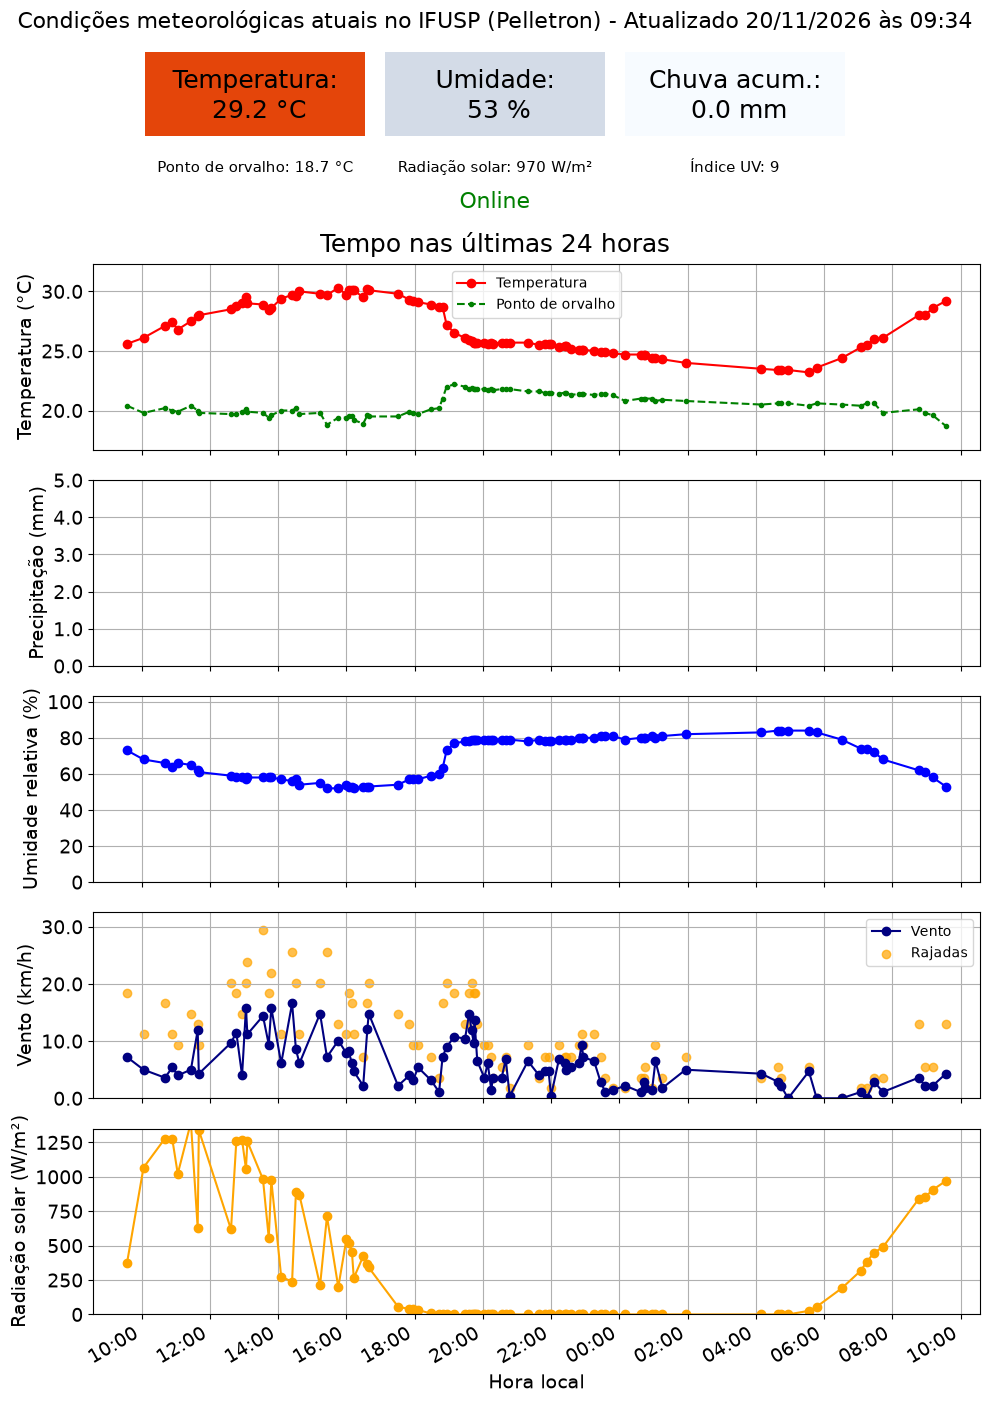 Condições meteorológicas atuais no IFUSP (Pelletron) - Atualizado 20/11/2026 às 09:34
Temperatura:
29.2 °C
Umidade:
53 %
Chuva acum.:
0.0 mm
Ponto de orvalho: 18.7 °C
Radiação solar: 970 W/m²
Índice UV: 9
Online
Tempo nas últimas 24 horas
Temperatura (°C)
30.0
25.0
20.0
Temperatura
Ponto de orvalho
Precipitação (mm)
5.0
4.0
3.0
2.0
1.0
0.0
Umidade relativa (%)
100
80
60
40
20
0
Vento (km/h)
30.0
20.0
10.0
0.0
Vento
Rajadas
Radiação solar (W/m²)
1250
1000
750
500
250
0
10:00
12:00
14:00
16:00
18:00
20:00
22:00
00:00
02:00
04:00
06:00
08:00
10:00
Hora local